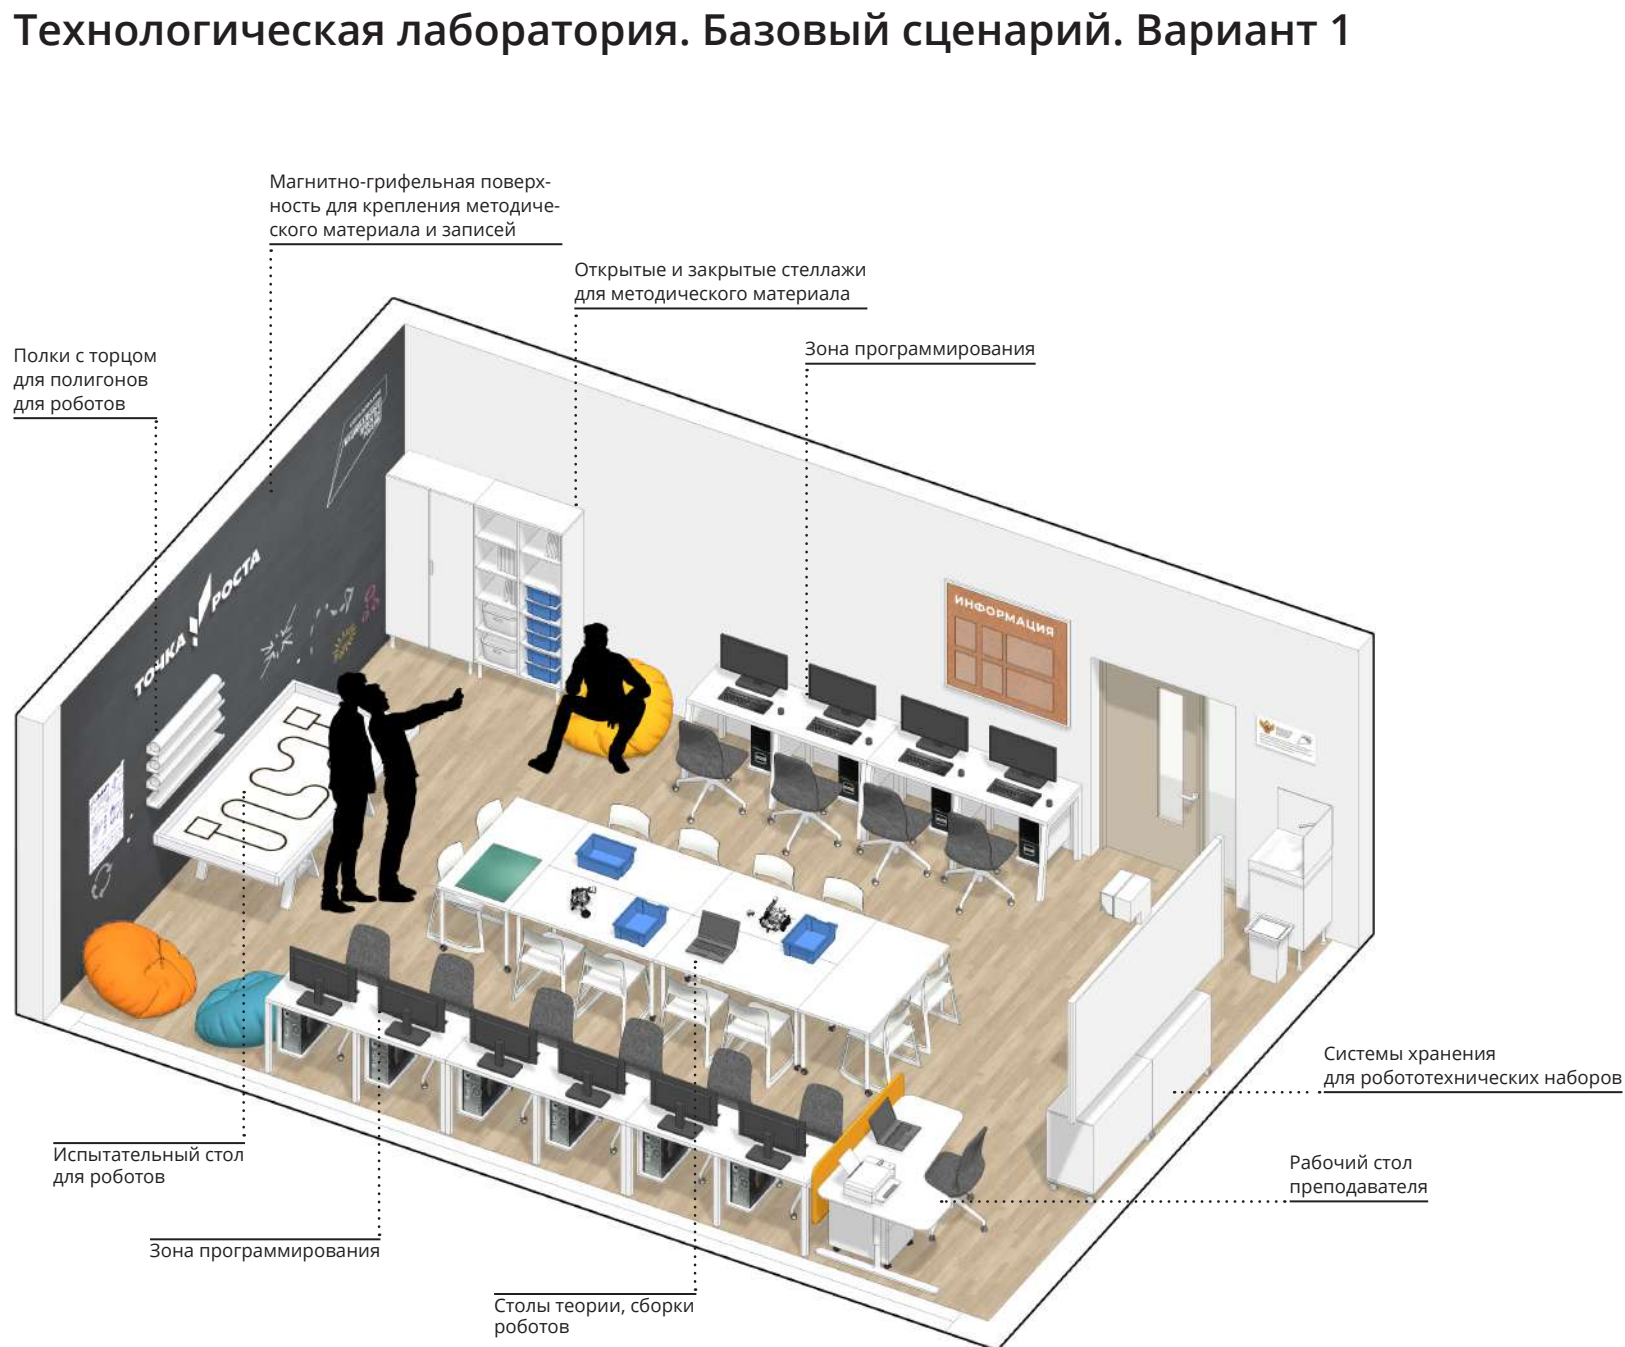 Технологическая лаборатория. Базовый сценарий. Вариант 1
Магнитно-грифельная поверх-
ность для крепления методиче-
ского материала и записей
Открытые и закрытые стеллажи
для методического материала
Зона программирования
Полки с торцом
для полигонов
для роботов
ТОЧКА РОСТА
ИНФОРМАЦИЯ
Системы хранения
для робототехнических наборов
Рабочий стол
преподавателя
Испытательный стол
для роботов
Зона программирования
Столы теории, сборки
роботов